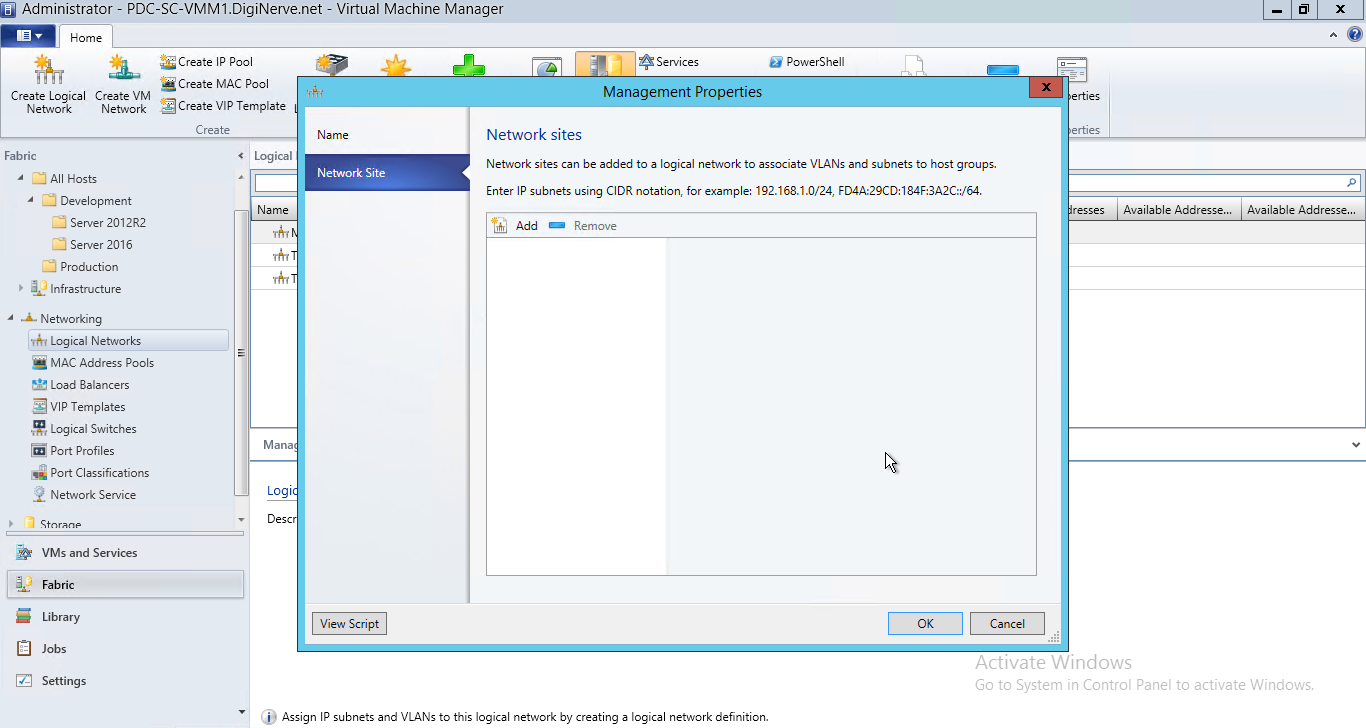 Administrator - PDC-SC-VMM1.DigiNerve.net - Virtual Machine Manager
Home
Create Logical Network
Create VM Network
Create IP Pool
Create MAC Pool
Create VIP Template
Create
Services
PowerShell
Fabric
All Hosts
Development
Server 2012R2
Server 2016
Production
Infrastructure
Networking
Logical Networks
MAC Address Pools
Load Balancers
VIP Templates
Logical Switches
Port Profiles
Port Classifications
Network Service
Storage
VMs and Services
Fabric
Library
Jobs
Settings
Logical
Name
Available Addresse...
Available Addresse...
Management Properties
Name
Network Site
Network sites
Network sites can be added to a logical network to associate VLANs and subnets to host groups.
Enter IP subnets using CIDR notation, for example: 192.168.1.0/24, FD4A:29CD:184F:3A2C::/64.
Add
Remove
View Script
OK
Cancel
Activate Windows
Go to System in Control Panel to activate Windows.
Assign IP subnets and VLANs to this logical network by creating a logical network definition.